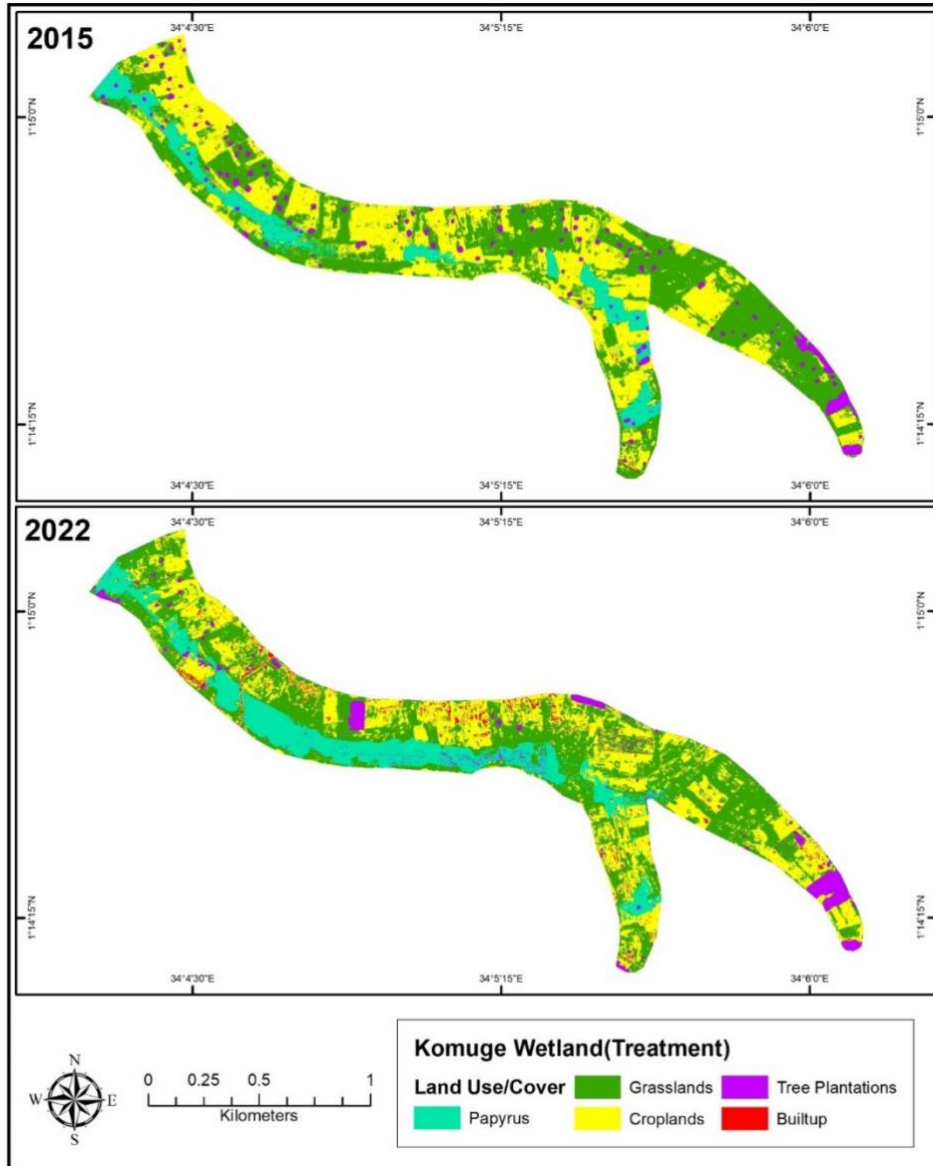 2015
34°4'30"E
34°5'15"E
34°6'0"E
1°15'0"N
1°15'0"N
1°14'15"N
1°14'15"N
34°4'30"E
34°5'15"E
34°6'0"E
2022
34°4'30"E
34°5'15"E
34°6'0"E
1°15'0"N
1°15'0"N
1°14'15"N
1°14'15"N
34°4'30"E
34°5'15"E
34°6'0"E
N
W E
S
0 0.25 0.5 1
Kilometers
Komuge Wetland(Treatment)
Land Use/Cover
Papyrus
Grasslands
Croplands
Tree Plantations
Builtup